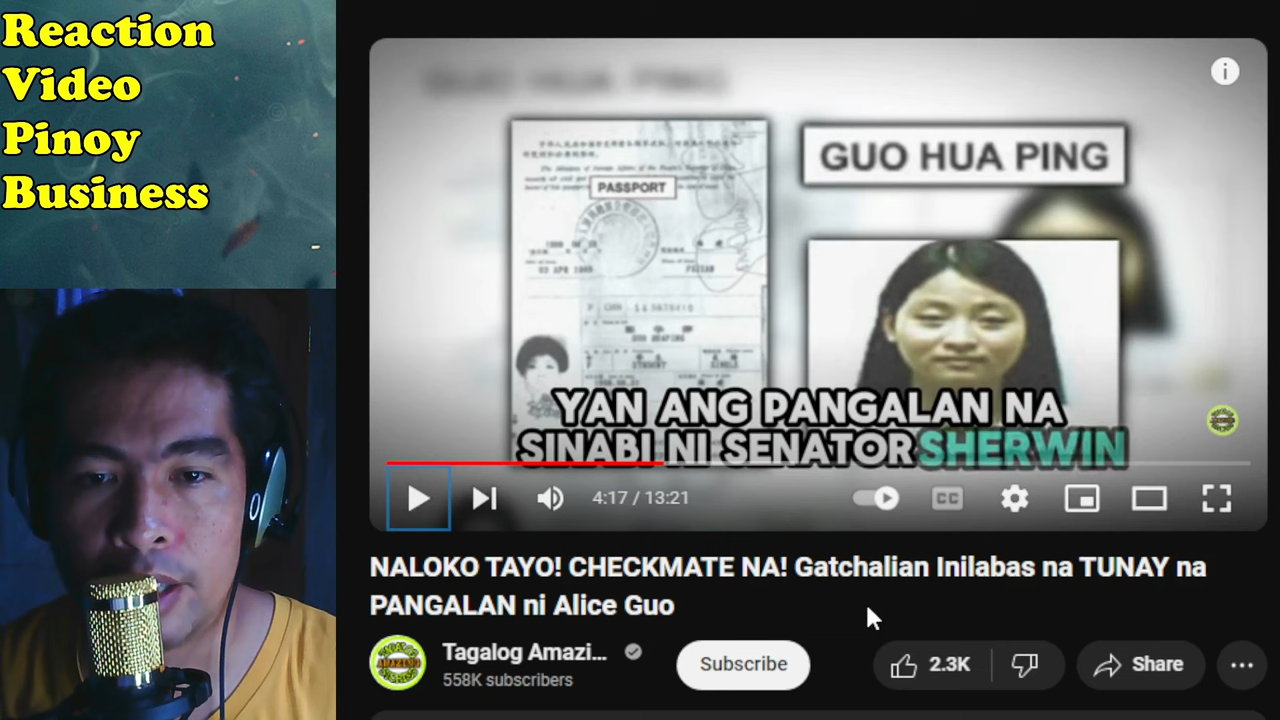 Reaction
Video
Pinoy
Business
PASSPORT
GUO HUA PING
YAN ANG PANGALAN NA
SINABI NI SENATOR SHERWIN
4:17 / 13:21
CC
NALOKO TAYO! CHECKMATE NA! Gatchalian Inilabas na TUNAY na
PANGALAN ni Alice Guo
Tagalog Amazi...
558K subscribers
Subscribe
2.3K
Share